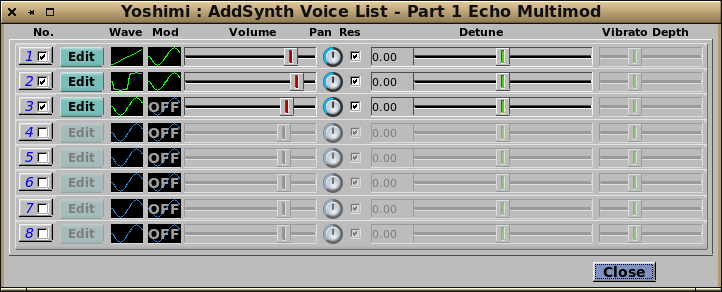 Yoshimi : AddSynth Voice List - Part 1 Echo Multimod
No. Wave Mod Volume Pan Res Detune Vibrato Depth
1 Edit 0.00
2 Edit 0.00
3 Edit OFF 0.00
4 Edit OFF 0.00
5 Edit OFF 0.00
6 Edit OFF 0.00
7 Edit OFF 0.00
8 Edit OFF 0.00
Close